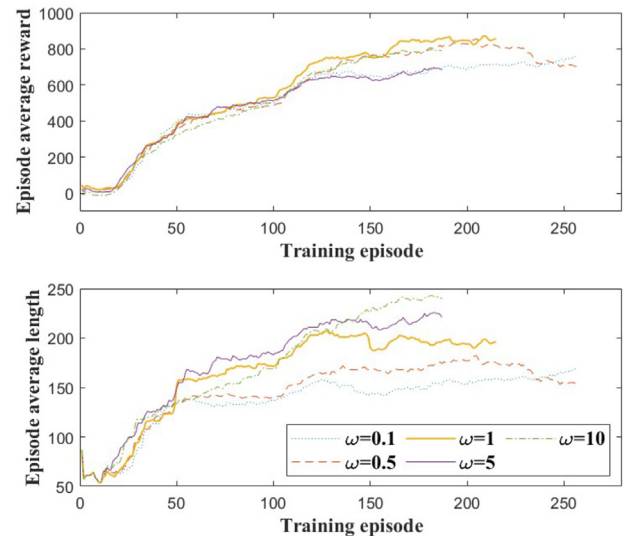 1000
800
600
400
200
0
Episode average reward
0 50 100 150 200 250
Training episode
250
200
150
100
50
Episode average length
ω=0.1 ω=1 ω=10
ω=0.5 ω=5
0 50 100 150 200 250
Training episode